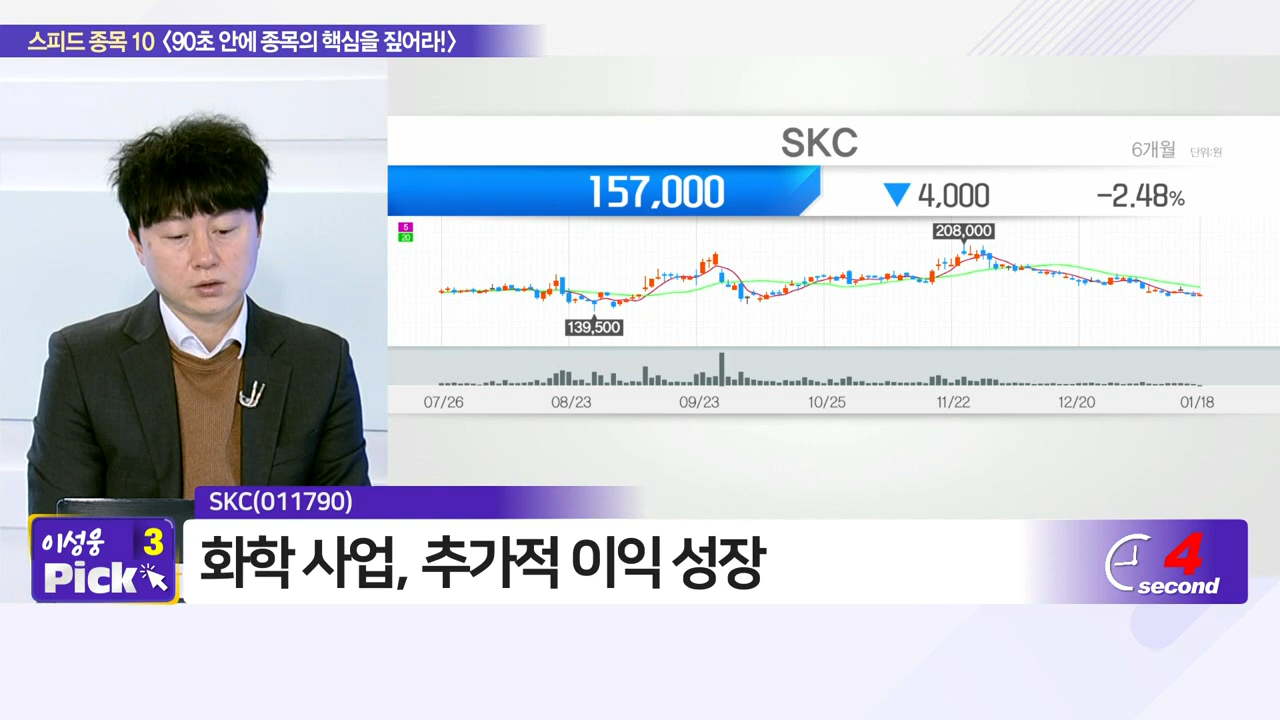 스피드 종목 10 〈90초 안에 종목의 핵심을 짚어라!〉
SKC
6개월 단위:원
157,000 ▼4,000 -2.48%
5
20
208,000
139,500
07/26 08/23 09/23 10/25 11/22 12/20 01/18
SKC(011790)
이성웅 3
Pick
화학 사업, 추가적 이익 성장
4
second